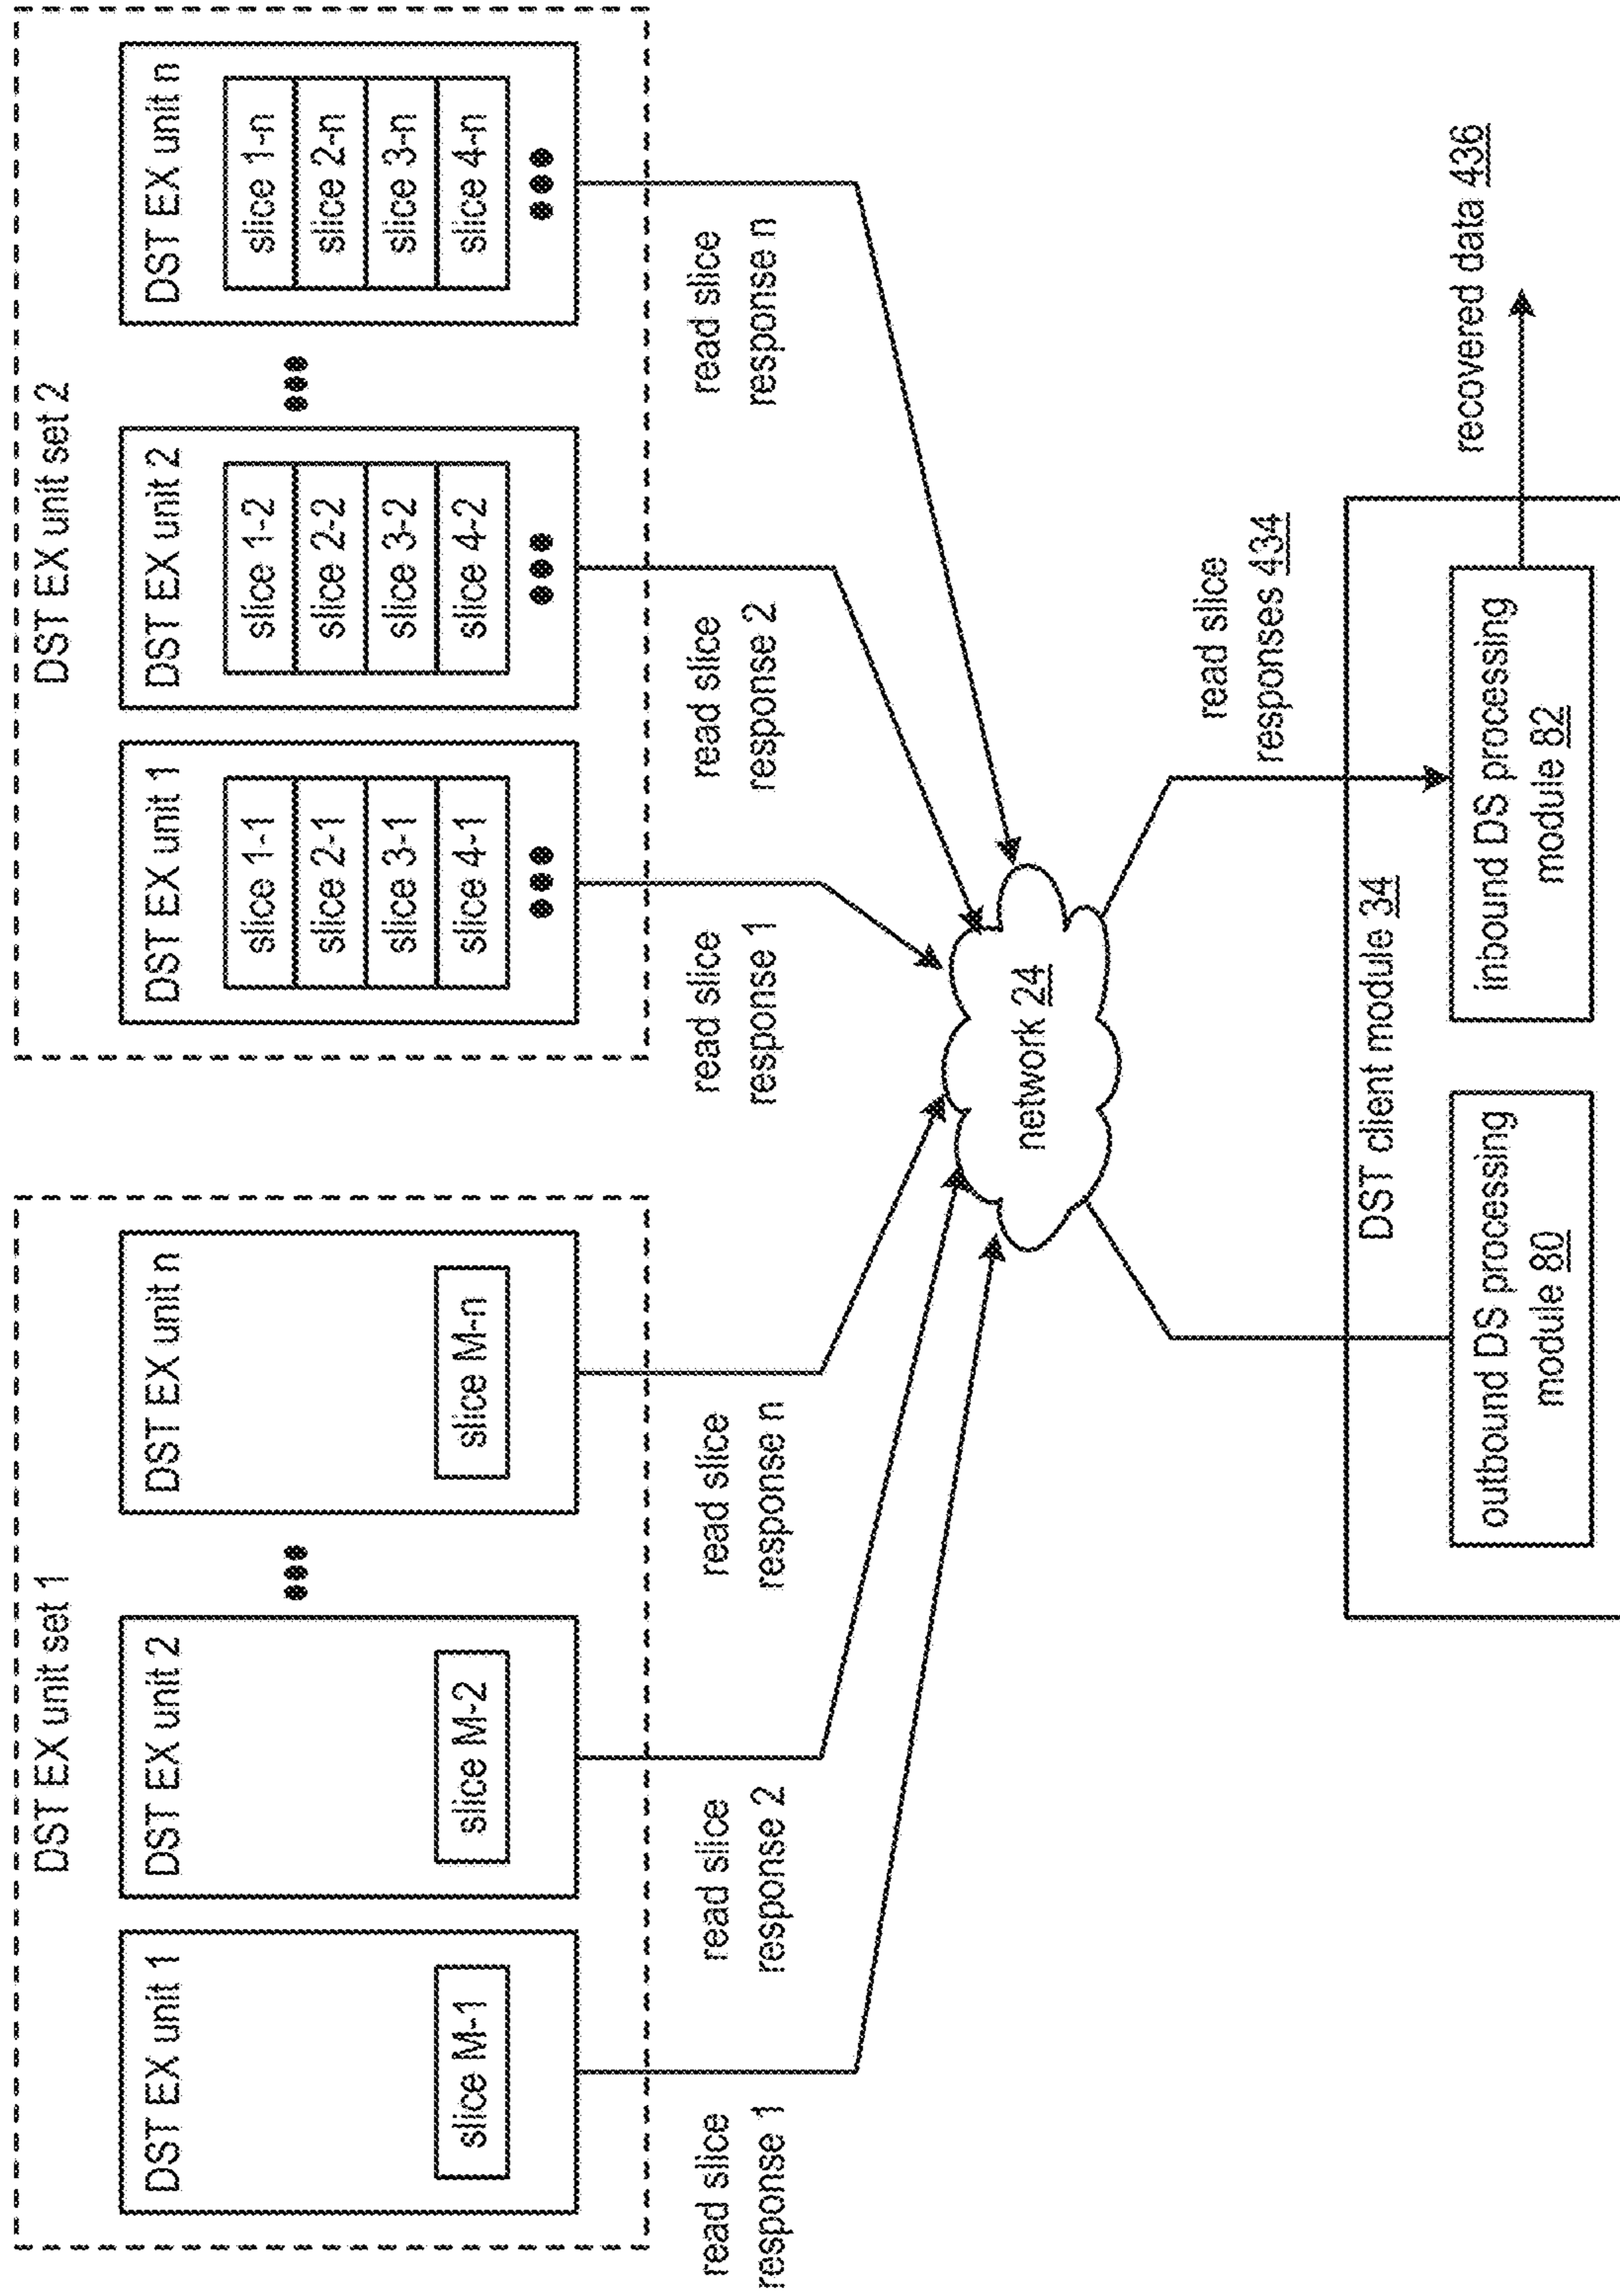 DST EX unit set 1
DST EX unit 1
slice M-1
DST EX unit 2
slice M-2
DST EX unit n
slice M-n
DST EX unit set 2
DST EX unit 1
slice 1-1
slice 2-1
slice 3-1
slice 4-1
DST EX unit 2
slice 1-2
slice 2-2
slice 3-2
slice 4-2
DST EX unit n
slice 1-n
slice 2-n
slice 3-n
slice 4-n
read slice
response 1
read slice
response 2
read slice
response n
read slice
response 1
read slice
response 2
read slice
response n
network 24
read slice
responses 434
DST client module 34
outbound DS processing
module 80
inbound DS processing
module 82
recovered data 436